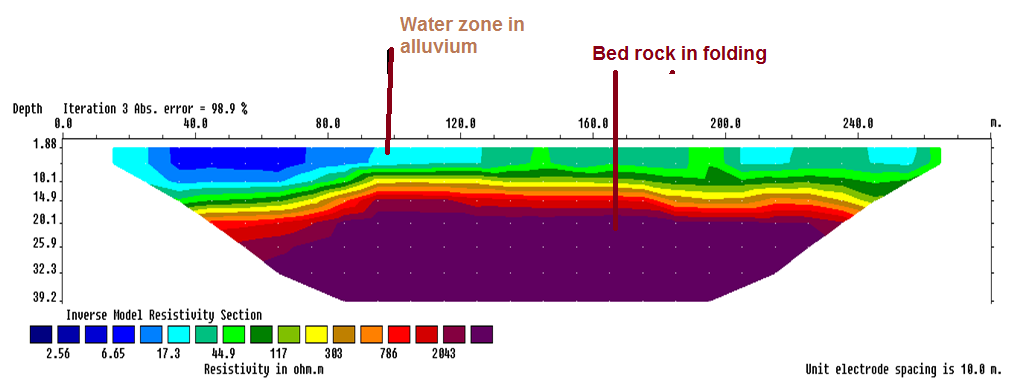 Water zone in
alluvium
Bed rock in folding
Depth Iteration 3 Abs. error = 98.9 %
0.0 40.0 80.0 120.0 160.0 200.0 240.0 m.
1.88
10.1
14.9
20.1
25.9
32.3
39.2
Inverse Model Resistivity Section
2.56 6.65 17.3 44.9 117 303 786 2043
Resistivity in ohm.m
Unit electrode spacing is 10.0 m.